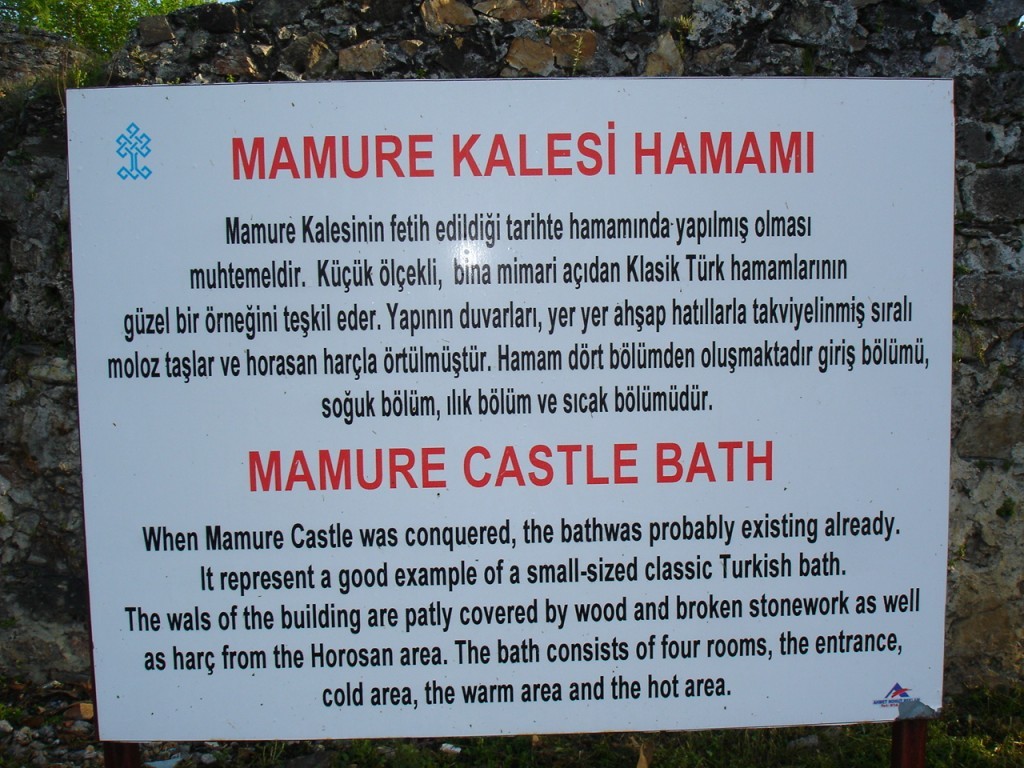 MAMURE KALESİ HAMAMI
Mamure Kalesinin fetih edildiği tarihte hamamında yapılmış olması
muhtemeldir. Küçük ölçekli, bina mimari açıdan Klasik Türk hamamlarının
güzel bir örneğini teşkil eder. Yapının duvarları, yer yer ahşap hatıllarla takviyelinmiş sıralı
moloz taşlar ve horasan harçla örtülmüştür. Hamam dört bölümden oluşmaktadır giriş bölümü,
soğuk bölüm, ılık bölüm ve sıcak bölümüdür.
MAMURE CASTLE BATH
When Mamure Castle was conquered, the bathwas probably existing already.
It represent a good example of a small-sized classic Turkish bath.
The wals of the building are patly covered by wood and broken stonework as well
as harç from the Horosan area. The bath consists of four rooms, the entrance,
cold area, the warm area and the hot area.